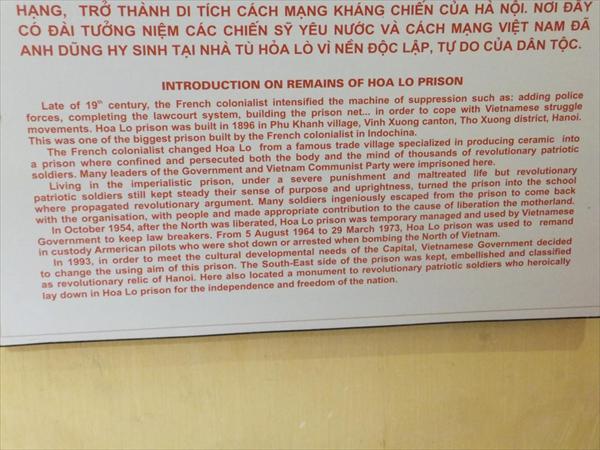 HẠNG, TRỞ THÀNH DI TÍCH CÁCH MẠNG KHÁNG CHIẾN CỦA HÀ NỘI. NƠI ĐÂY
CÓ ĐÀI TƯỞNG NIỆM CÁC CHIẾN SỸ YÊU NƯỚC VÀ CÁCH MẠNG VIỆT NAM ĐÃ
ANH DŨNG HY SINH TẠI NHÀ TÙ HỎA LÒ VÌ NỀN ĐỘC LẬP, TỰ DO CỦA DÂN TỘC.
INTRODUCTION ON REMAINS OF HOA LO PRISON
Late of 19th century, the French colonialist intensified the machine of suppression such as: adding police
forces, completing the lawcourt system, building the prison net... in order to cope with Vietnamese struggle
movements. Hoa Lo prison was built in 1896 in Phu Khanh village, Vinh Xuong canton, Tho Xuong district, Hanoi.
This was one of the biggest prison built by the French colonialist in Indochina.
The French colonialist changed Hoa Lo from a famous trade village specialized in producing ceramic into
a prison where confined and persecuted both the body and the mind of thousands of revolutionary patriotic
soldiers. Many leaders of the Government and Vietnam Communist Party were imprisoned here.
Living in the imperialistic prison, under a severe punishment and maltreated life but revolutionary
patriotic soldiers still kept steady their sense of purpose and uprightness, turned the prison into the school
where propagated revolutionary argument. Many soldiers ingeniously escaped from the prison to come back
with the organisation, with people and made appropriate contribution to the cause of liberation the motherland.
In October 1954, after the North was liberated, Hoa Lo prison was temporary managed and used by Vietnamese
Government to keep law breakers. From 5 August 1964 to 29 March 1973, Hoa Lo prison was used to remand
in custody Armerican pilots who were shot down or arrested when bombing the North of Vietnam.
In 1993, in order to meet the cultural developmental needs of the Capital, Vietnamese Government decided
to change the using aim of this prison. The South-East side of the prison was kept, embellished and classified
as revolutionary relic of Hanoi. Here also located a monument to revolutionary patriotic soldiers who heroically
lay down in Hoa Lo prison for the independence and freedom of the nation.